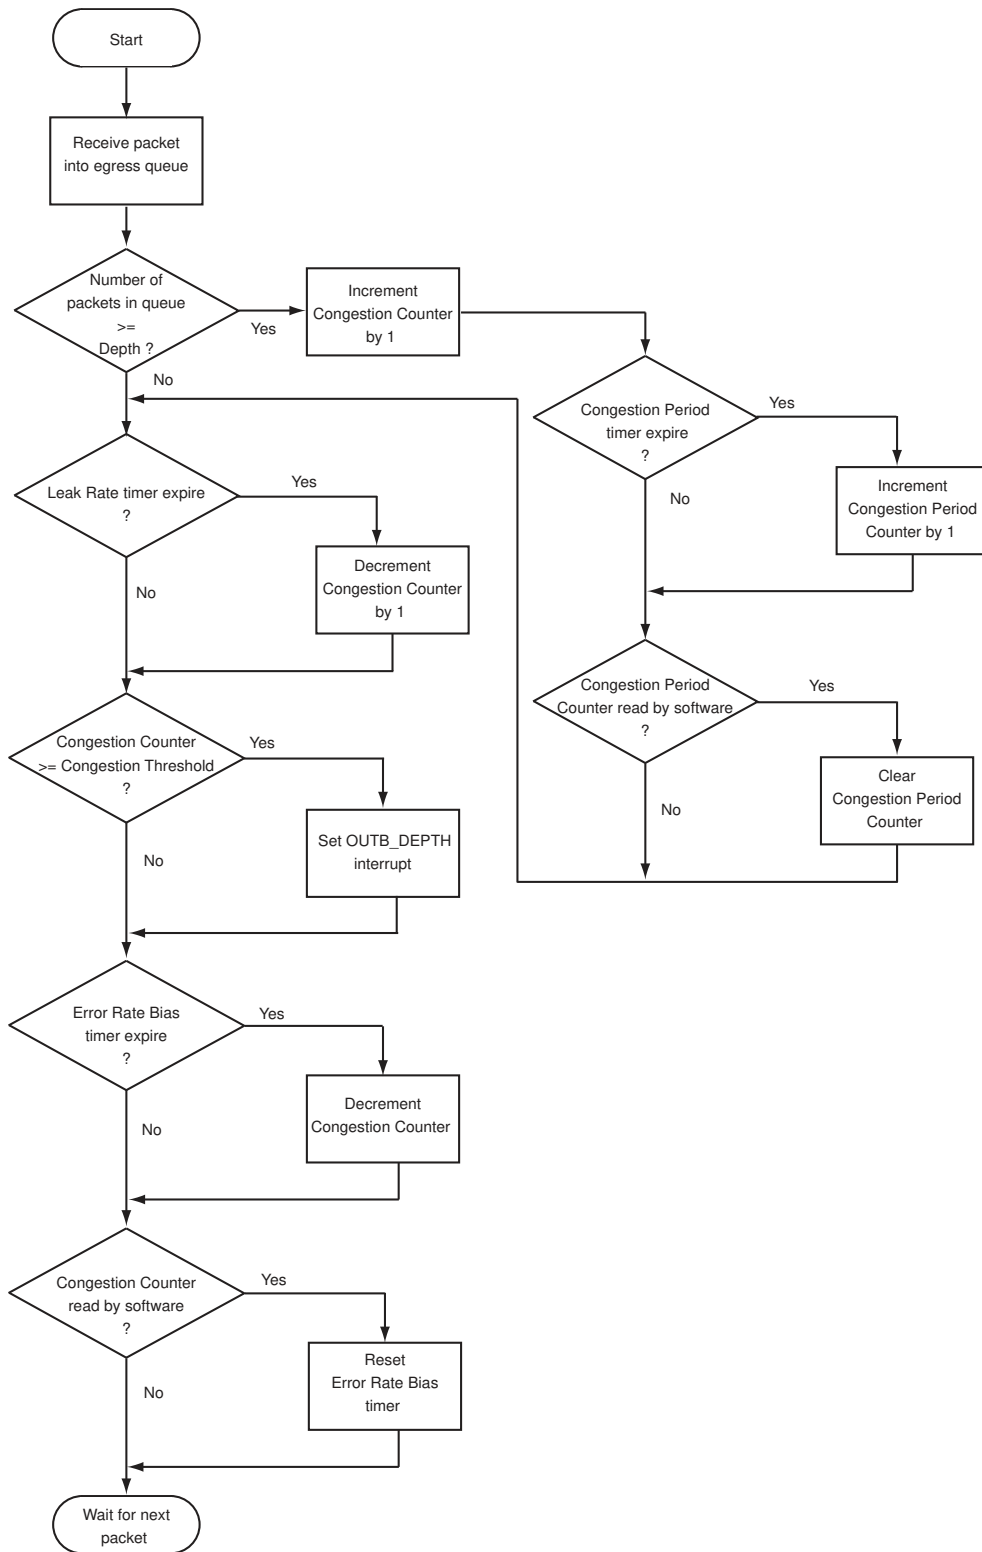 Start
Receive packet
into egress queue
Number of
packets in queue
>=
Depth ?
Yes
No
Increment
Congestion Counter
by 1
Congestion Period
timer expire
?
Yes
No
Increment
Congestion Period
Counter by 1
Leak Rate timer expire
?
Yes
No
Decrement
Congestion Counter
by 1
Congestion Period
Counter read by software
?
Yes
No
Clear
Congestion Period
Counter
Congestion Counter
>= Congestion Threshold
?
Yes
No
Set OUTB_DEPTH
interrupt
Error Rate Bias
timer expire
?
Yes
No
Decrement
Congestion Counter
Congestion Counter
read by software
?
Yes
No
Reset
Error Rate Bias
timer
Wait for next
packet